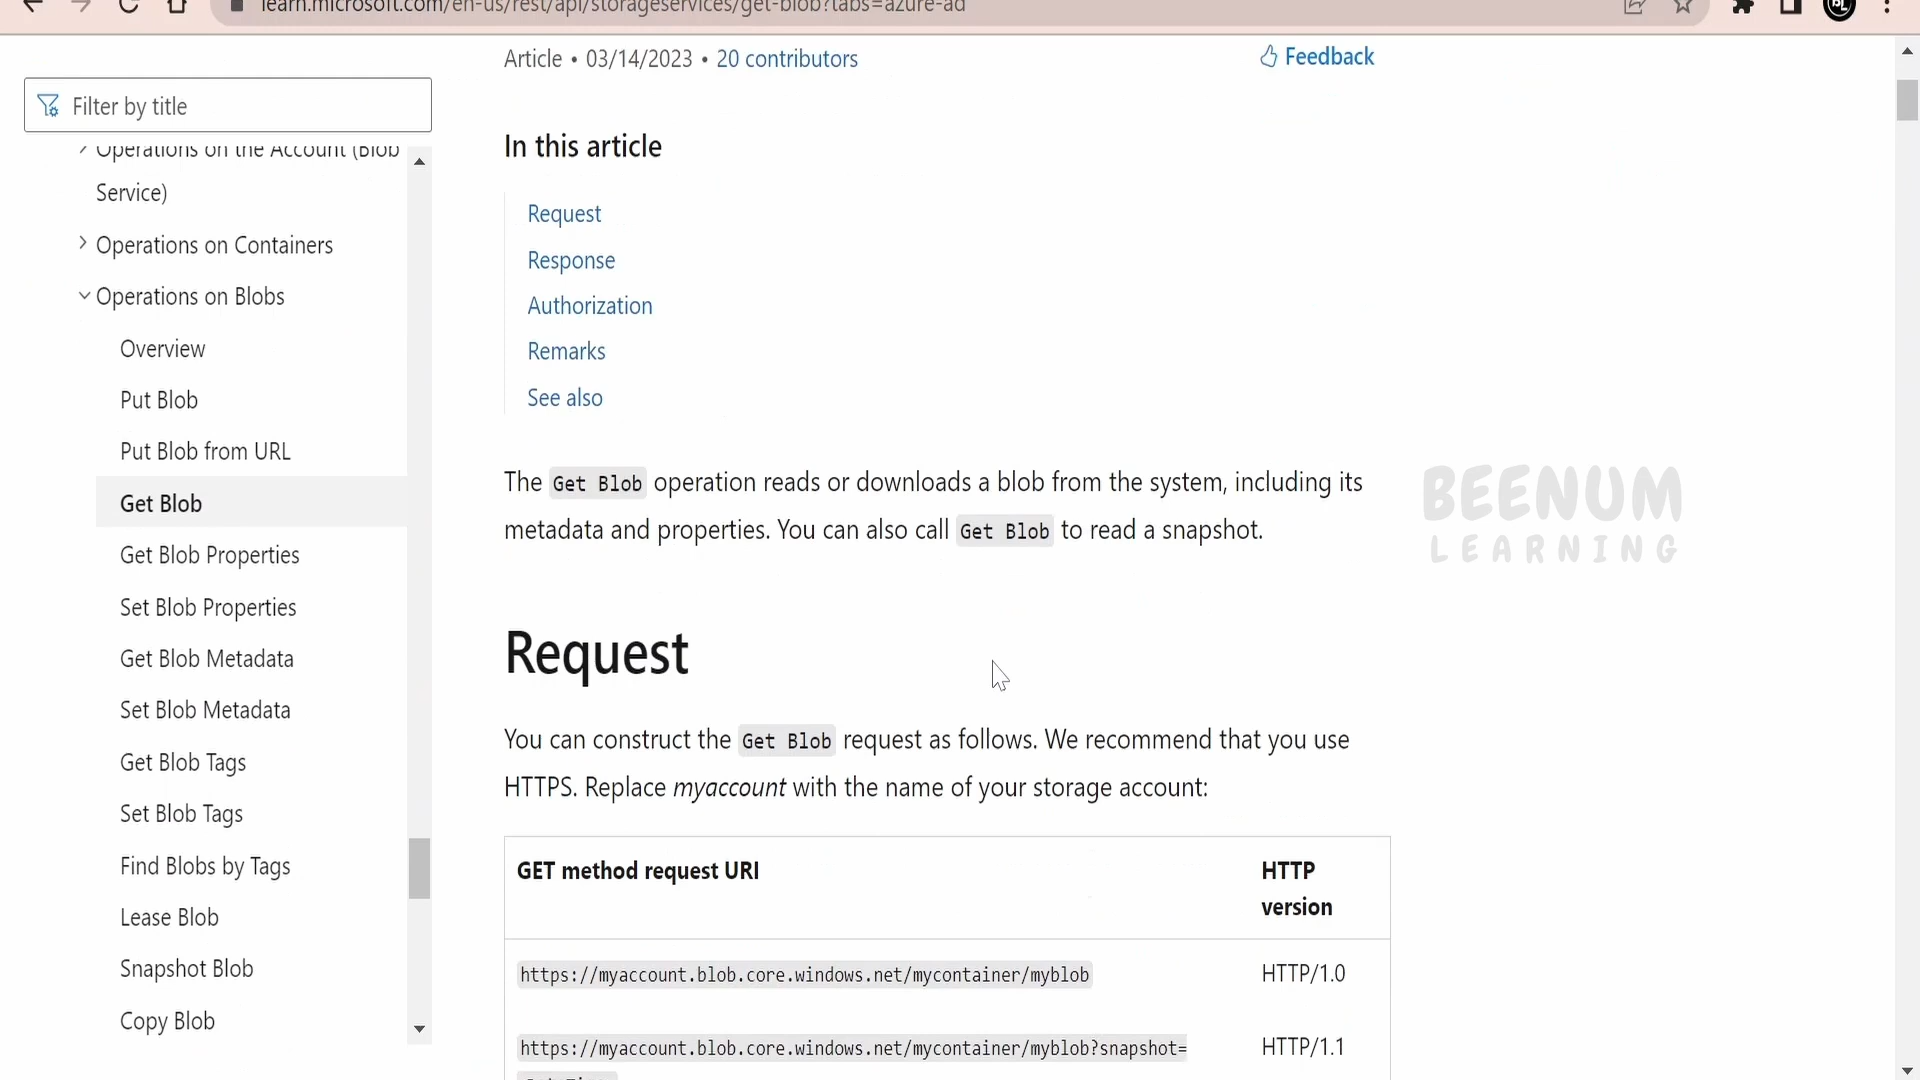 learn.microsoft.com/en-us/rest/api/storageservices/get-blob?tabs=azure-ad
Article • 03/14/2023 • 20 contributors
Feedback
Filter by title
Operations on the Account (Blob
Service)
Operations on Containers
Operations on Blobs
Overview
Put Blob
Put Blob from URL
Get Blob
Get Blob Properties
Set Blob Properties
Get Blob Metadata
Set Blob Metadata
Get Blob Tags
Set Blob Tags
Find Blobs by Tags
Lease Blob
Snapshot Blob
Copy Blob
In this article
Request
Response
Authorization
Remarks
See also
The Get Blob operation reads or downloads a blob from the system, including its
metadata and properties. You can also call Get Blob to read a snapshot.
BEENUM
LEARNING
Request
You can construct the Get Blob request as follows. We recommend that you use
HTTPS. Replace myaccount with the name of your storage account:
GET method request URI
HTTP
version
https://myaccount.blob.core.windows.net/mycontainer/myblob
HTTP/1.0
https://myaccount.blob.core.windows.net/mycontainer/myblob?snapshot=
HTTP/1.1